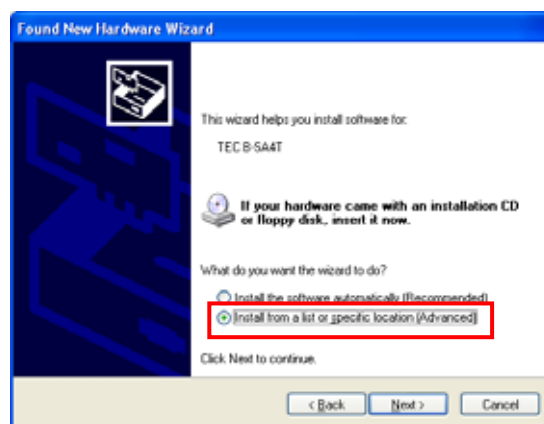 Found New Hardware Wizard
This wizard helps you install software for:
TEC B-SA4T
If your hardware came with an installation CD
or floppy disk, insert it now.
What do you want the wizard to do?
Install the software automatically (Recommended)
Install from a list or specific location (Advanced)
Click Next to continue.
< Back
Next >
Cancel